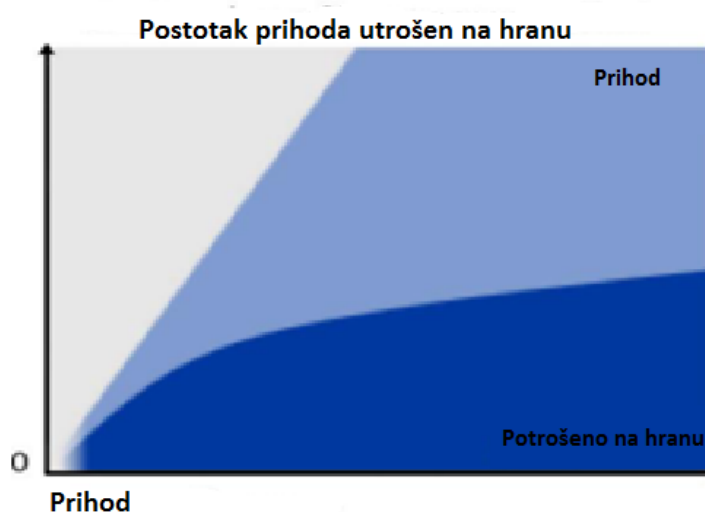 Postotak prihoda utrošen na hranu
Prihod
Potrošeno na hranu
0
Prihod